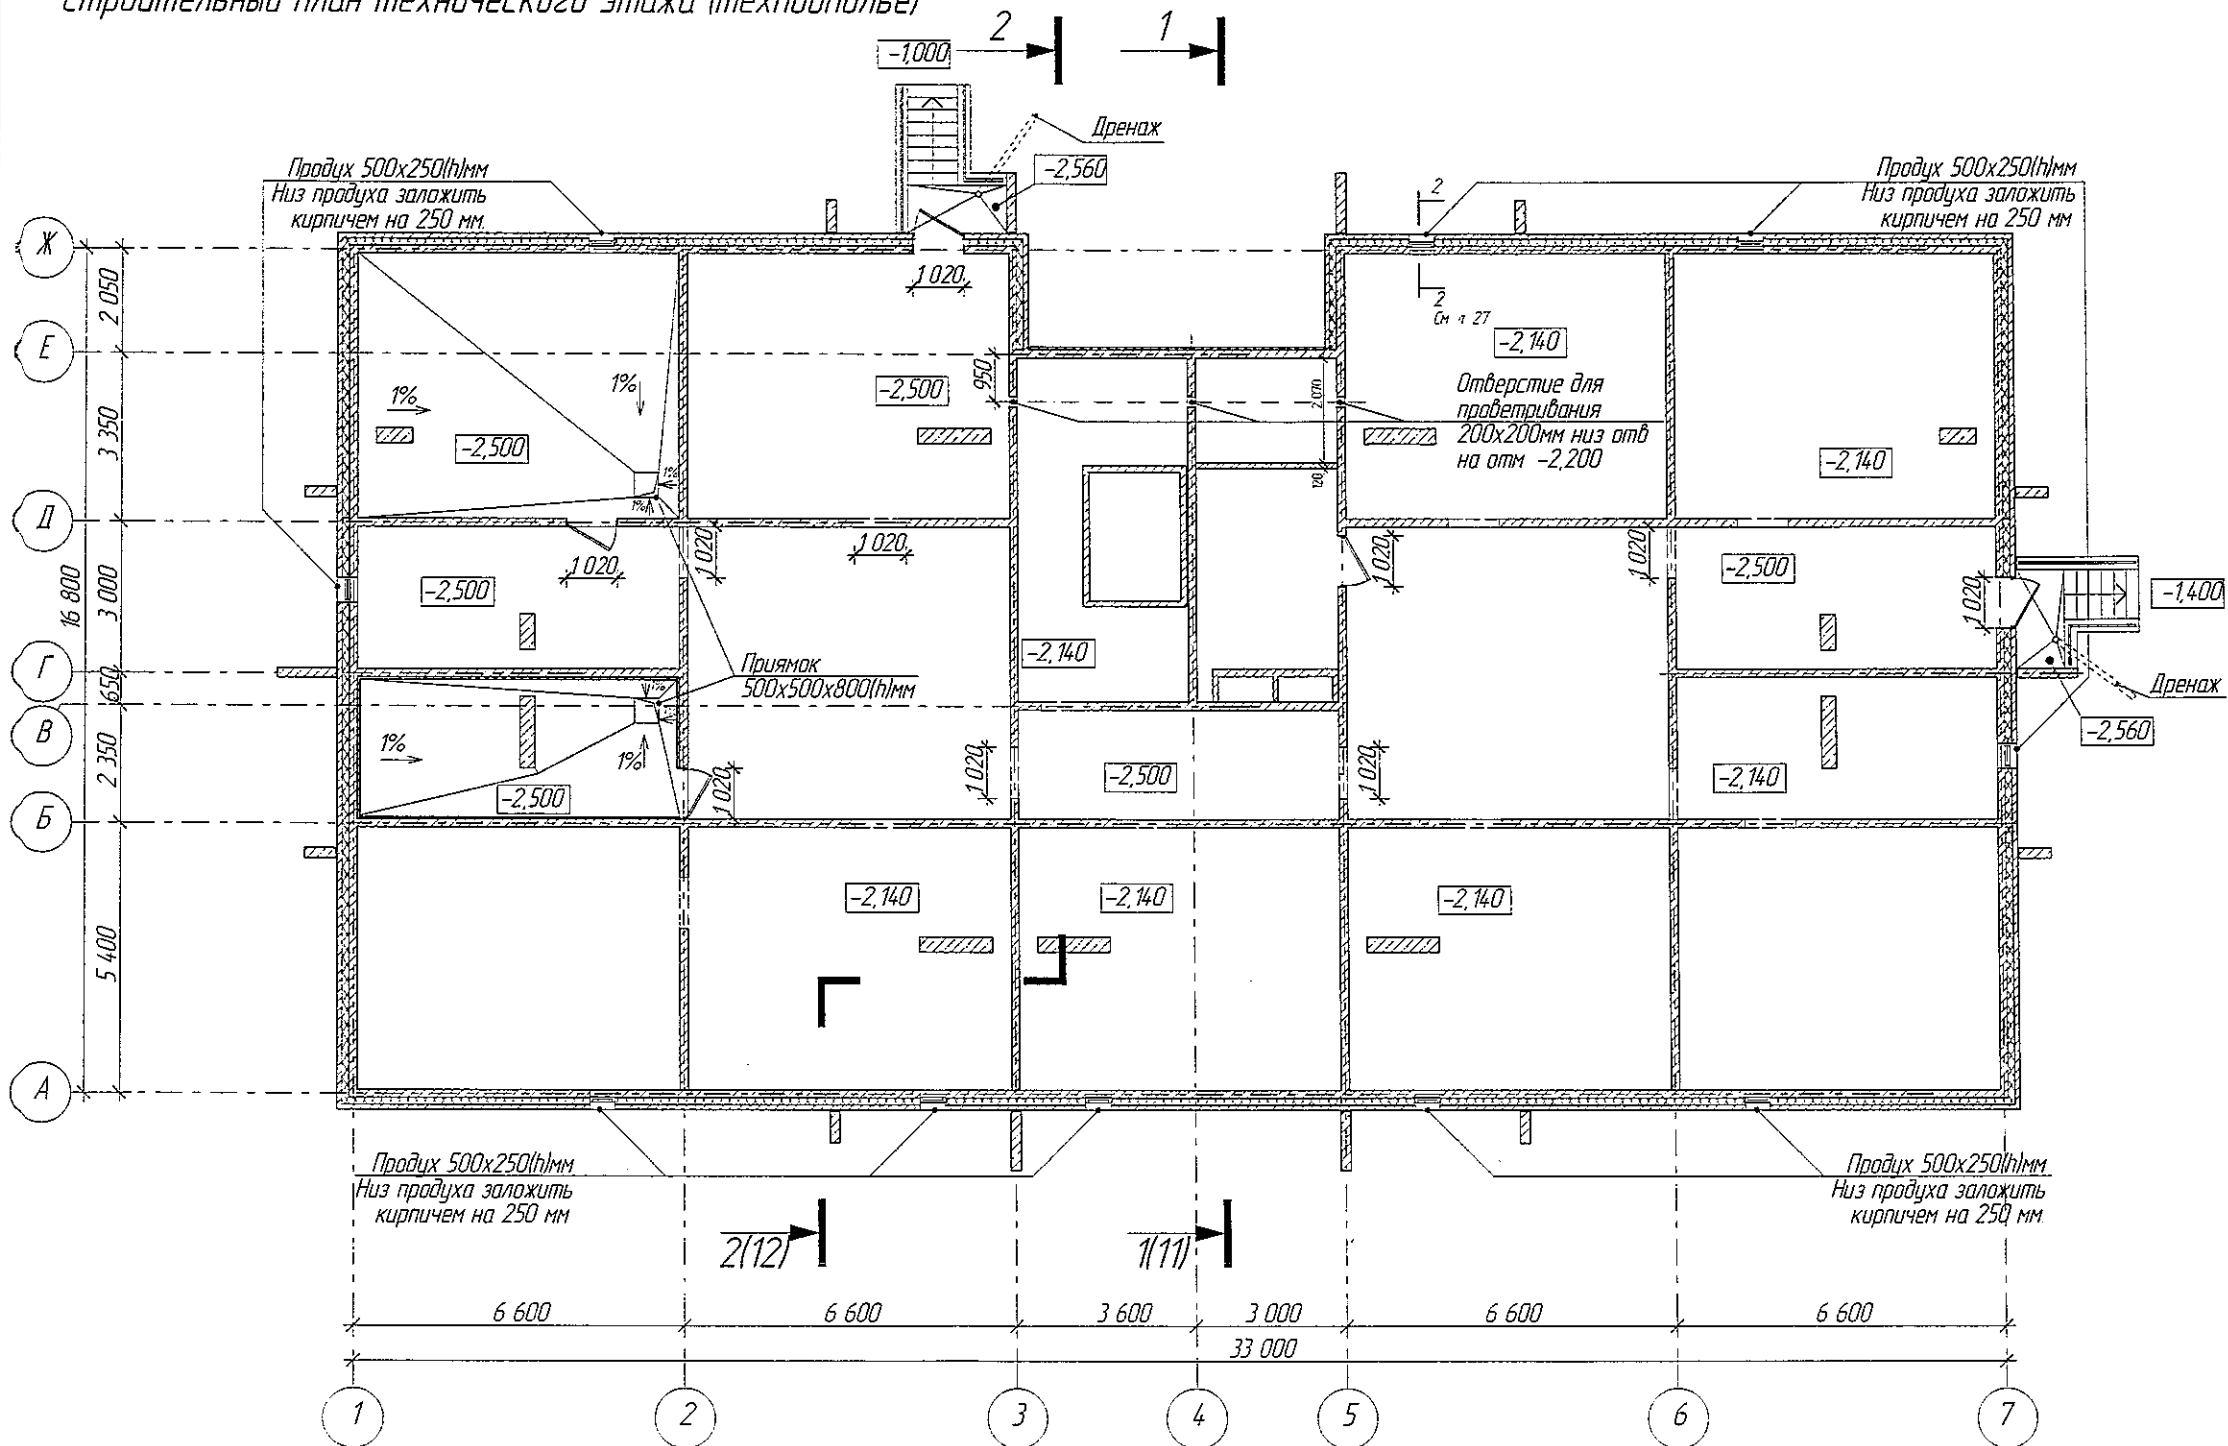 Строительный план технического этажа (техподполье)
2
1
-1,000
Дренаж
-2,560
Продух 500х250(h)мм
Низ продуха заложить
кирпичем на 250 мм.
Продух 500х250(h)мм
Низ продуха заложить
кирпичем на 250 мм
2
2
См л 27
Ж
Е
Д
Г
В
Б
А
2 050
3 350
3 000
650
2 350
5 400
16 800
1 020
950
2 070
120
-2,140
-2,500
1%
1%
-2,500
1%
1%
Отверстие для
проветривания
200х200мм низ отв
на отм -2,200
-2,140
1 020
1 020
1 020
1 020
1 020
1 020
-2,500
-2,500
-1,400
-2,140
Приямок
500х500х800(h)мм
1%
1%
1%
Дренаж
-2,560
1 020
1 020
1 020
-2,500
-2,500
-2,140
-2,140
-2,140
-2,140
Продух 500х250(h)мм
Низ продуха заложить
кирпичем на 250 мм
Продух 500х250(h)мм
Низ продуха заложить
кирпичем на 250 мм.
2(12)
1(11)
6 600
6 600
3 600
3 000
6 600
6 600
33 000
1
2
3
4
5
6
7